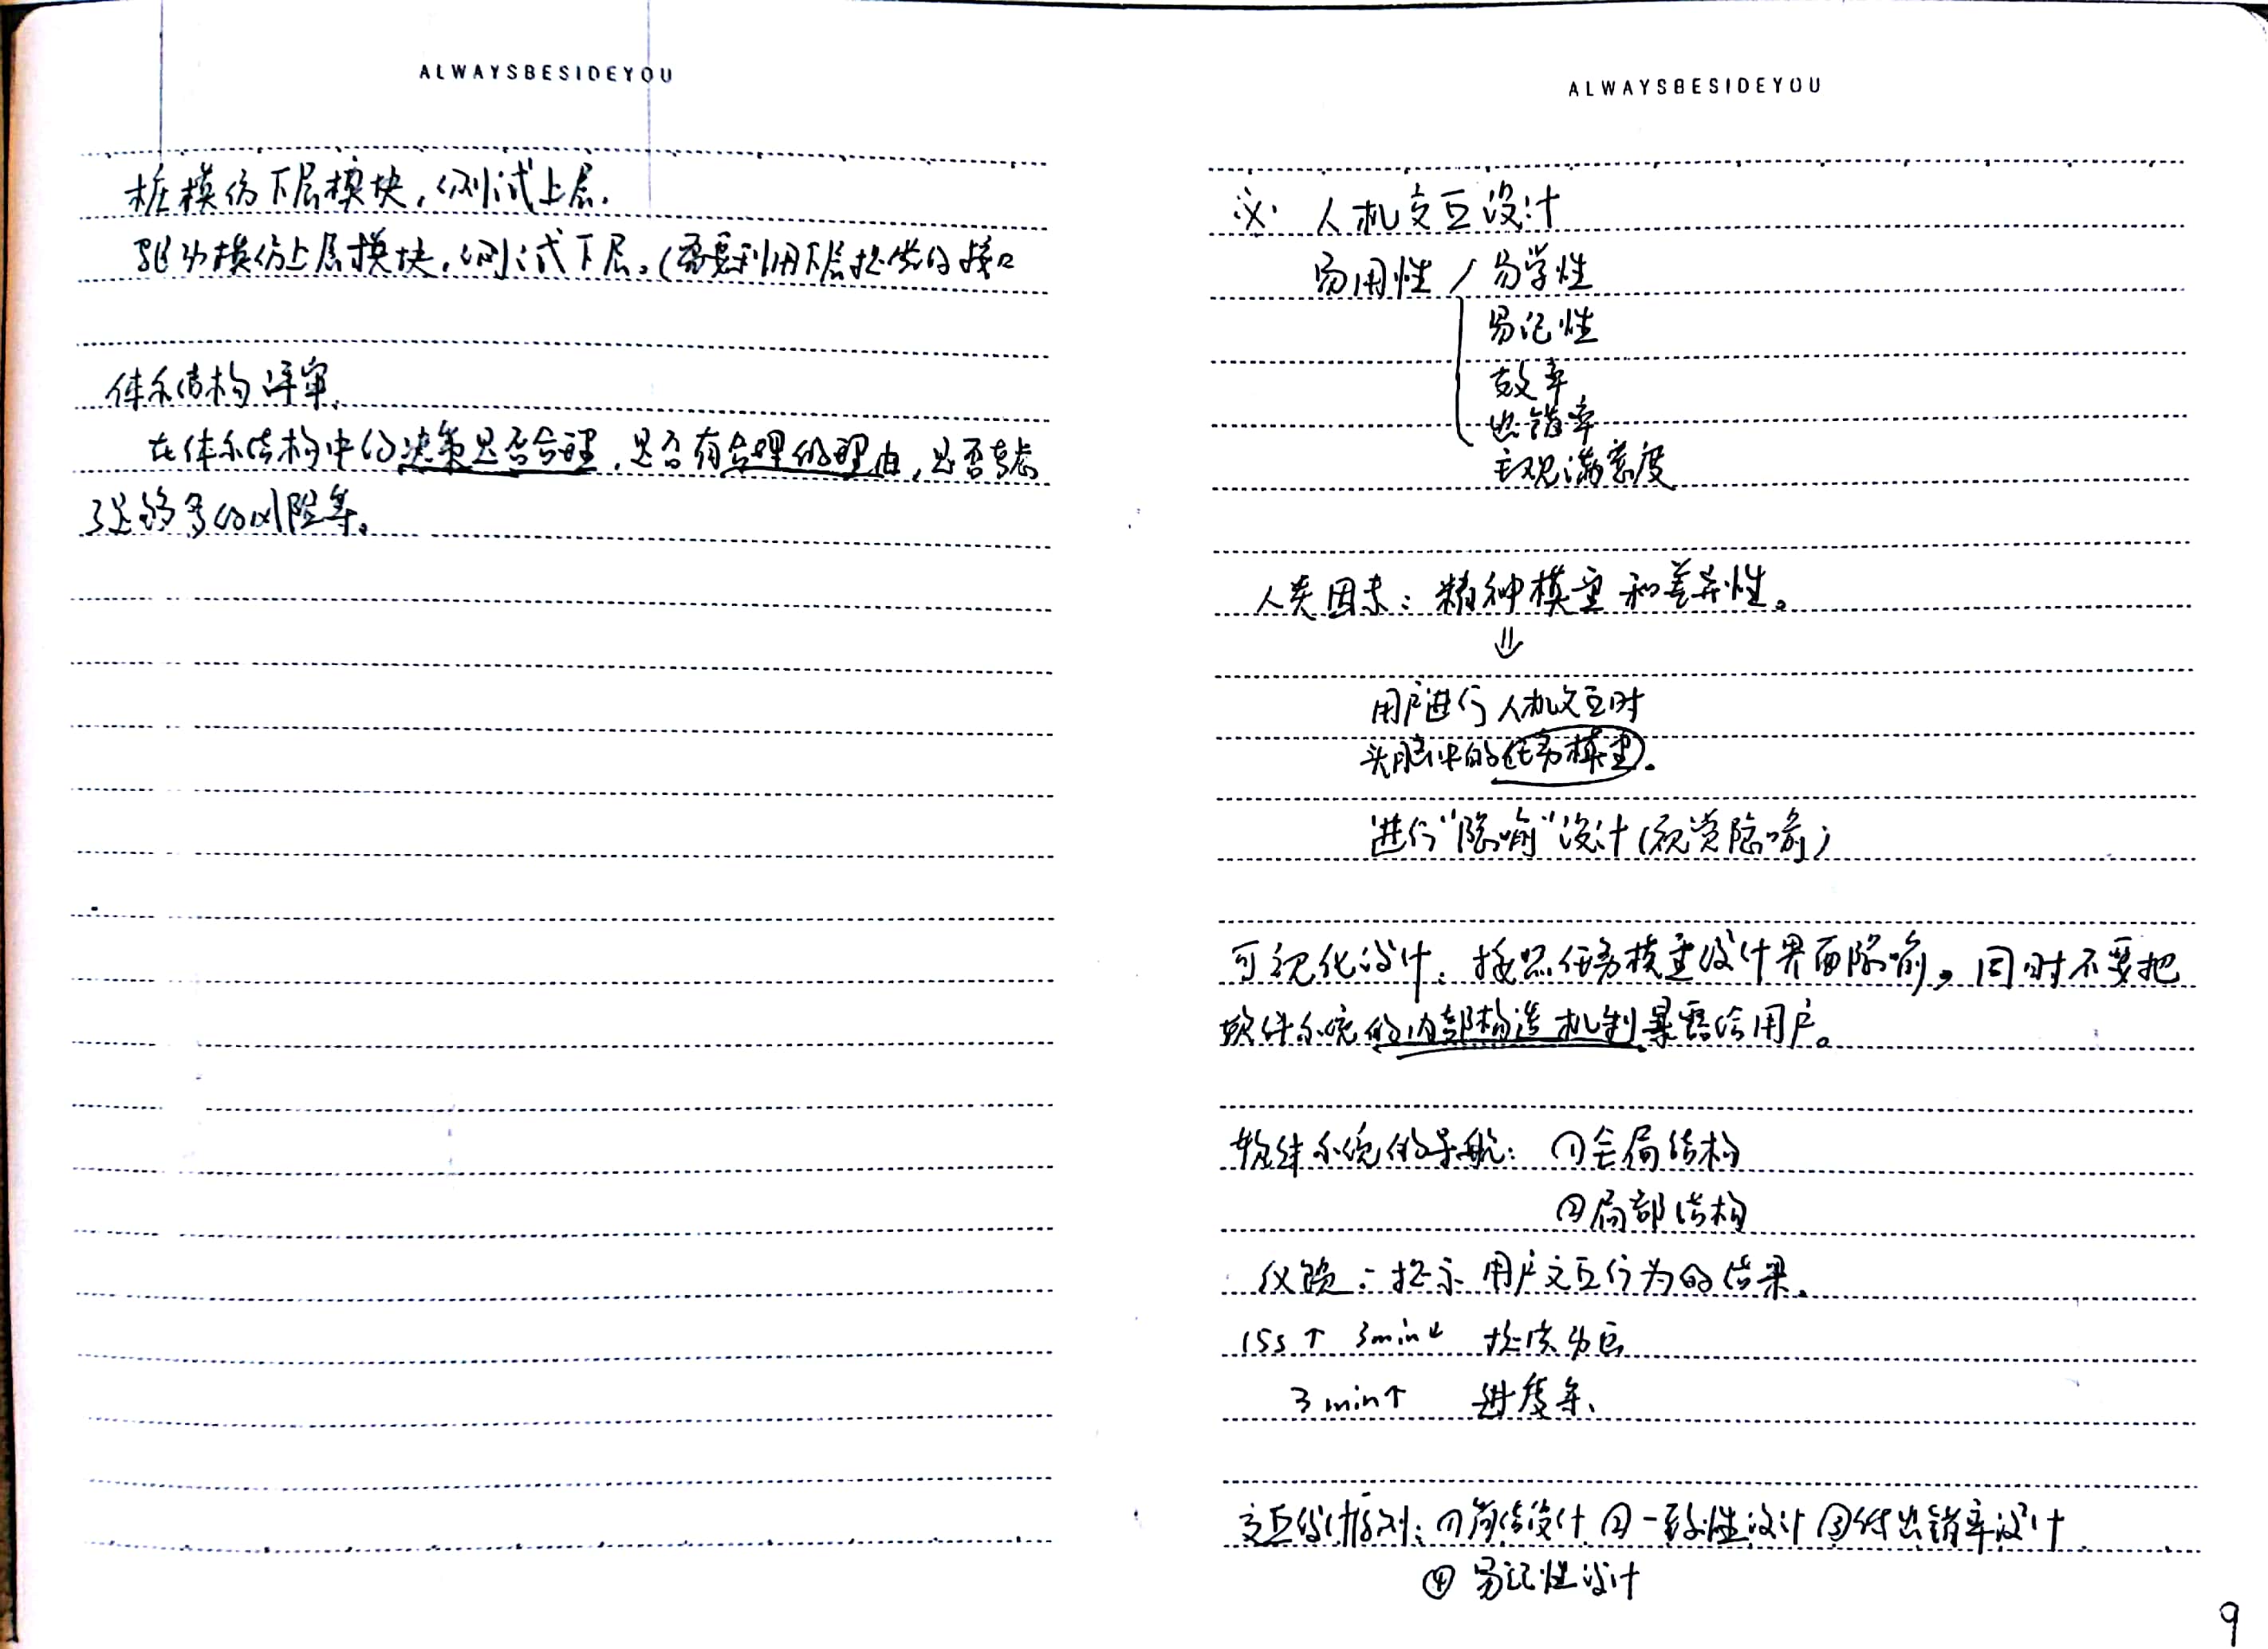 ALWAYSBESIDEYOU
桩模仿下层模块,测试上层.
驱动模仿上层模块,测试下层。(需要利用下层提供的接口
体系结构评审.
在体系结构中的决策是否合理,是否有合理的理由,是否考虑
了足够多的风险等。
ALWAYSBESIDEYOU
※ 人机交互设计
易用性 易学性
易记性
效率
出错率
主观满意度
人类因素:精神模型和差异性。
⇓
用户进行人机交互时
头脑中的任务模型.
进行"隐喻"设计(视觉隐喻)
可视化设计:按照任务模型设计界面隐喻,同时不要把
软件系统的内部构造机制暴露给用户。
软件系统的导航:①全局结构
②局部结构
反馈:提示用户交互行为的结果.
15s↑ 3min↓
3min↑ 进度条、
交互设计原则:①简洁设计 ②一致性设计 ③低出错率设计
④易记性设计
9